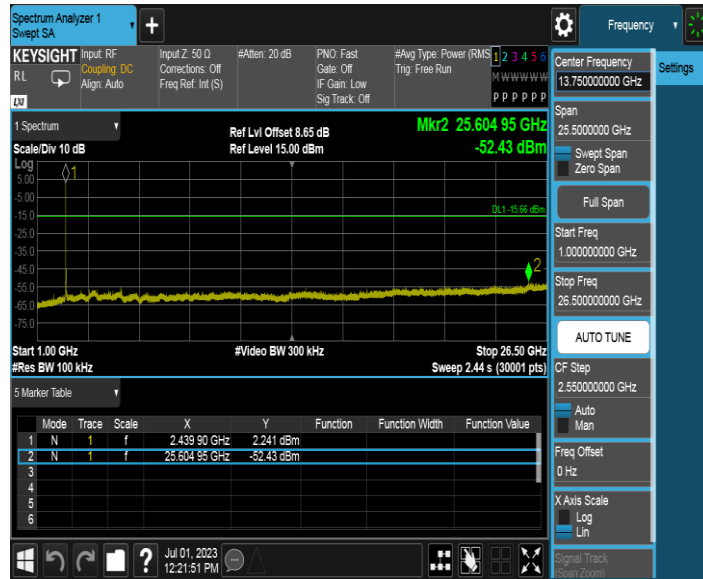 Spectrum Analyzer 1
Swept SA
+
Frequency
KEYSIGHT
RL
LXI
Input: RF
Coupling: DC
Align: Auto
Input Z: 50 Ω
Corrections: Off
Freq Ref: Int (S)
#Atten: 20 dB
PNO: Fast
Gate: Off
IF Gain: Low
Sig Track: Off
#Avg Type: Power (RMS
Trig: Free Run
1 2 3 4 5 6
M W W W W W
P P P P P P
Center Frequency
13.750000000 GHz
Settings
Span
25.5000000 GHz
Swept Span
Zero Span
Full Span
Start Freq
1.000000000 GHz
Stop Freq
26.500000000 GHz
AUTO TUNE
CF Step
2.550000000 GHz
Auto
Man
Freq Offset
0 Hz
X Axis Scale
Log
Lin
Signal Track
(Span Zoom)
1 Spectrum
Scale/Div 10 dB
Ref Lvl Offset 8.65 dB
Ref Level 15.00 dBm
Mkr2 25.604 95 GHz
-52.43 dBm
Log
5.00
-5.00
-15.0
-25.0
-35.0
-45.0
-55.0
-65.0
-75.0
1
DL1 -15.66 dBm
2
Start 1.00 GHz
#Res BW 100 kHz
#Video BW 300 kHz
Stop 26.50 GHz
Sweep 2.44 s (30001 pts)
5 Marker Table
Mode Trace Scale X Y Function Function Width Function Value
1 N 1 f 2.439 90 GHz 2.241 dBm
2 N 1 f 25.604 95 GHz -52.43 dBm
3
4
5
6
?
Jul 01, 2023
12:21:51 PM